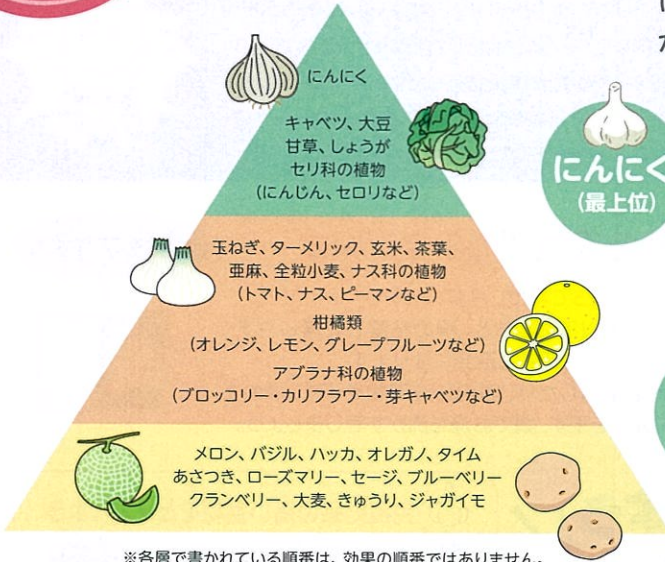 にんにく
キャベツ、大豆
甘草、しょうが
セリ科の植物
(にんじん、セロリなど)
玉ねぎ、ターメリック、玄米、茶葉、
亜麻、全粒小麦、ナス科の植物
(トマト、ナス、ピーマンなど)
柑橘類
(オレンジ、レモン、グレープフルーツなど)
アブラナ科の植物
(ブロッコリー・カリフラワー・芽キャベツなど)
メロン、バジル、ハッカ、オレガノ、タイム
あさつき、ローズマリー、セージ、ブルーベリー
クランベリー、大麦、きゅうり、ジャガイモ
※各層で書かれている順番は、効果の順番ではありません。
にんにく
(最上位)